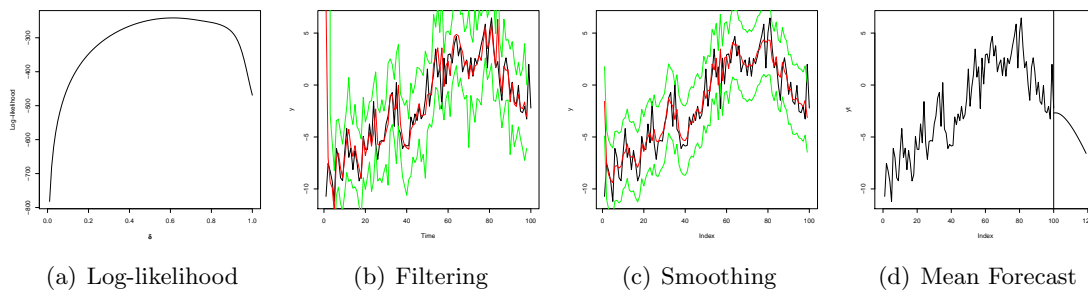 -300
-400
-500
-600
-700
-800
Log-likelihood
0.0 0.2 0.4 0.6 0.8 1.0
δ
(a) Log-likelihood
5
0
-5
-10
y
0 20 40 60 80 100
Time
(b) Filtering
5
0
-5
-10
y
0 20 40 60 80 100
Index
(c) Smoothing
5
0
-5
-10
yt
0 20 40 60 80 100 120
Index
(d) Mean Forecast